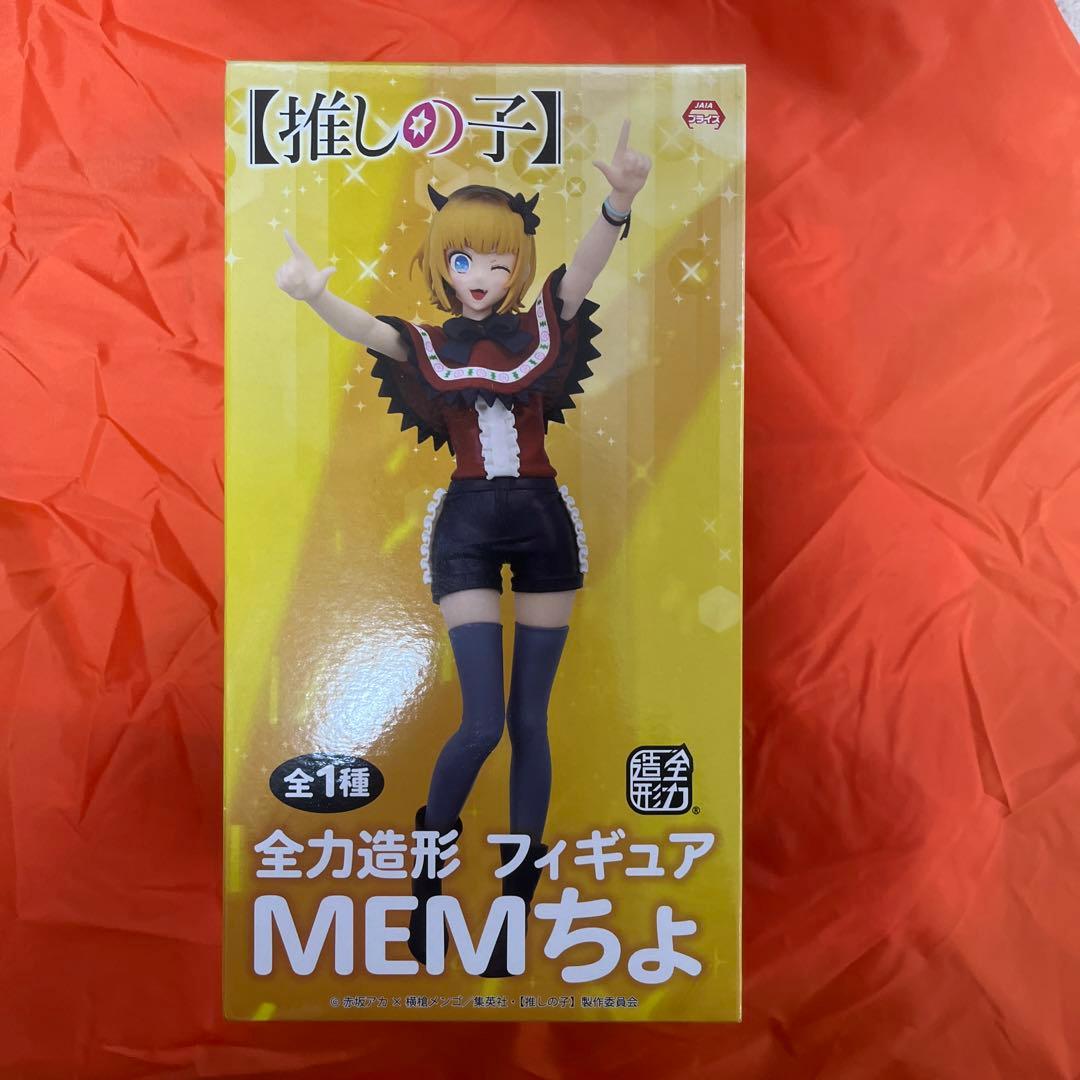 【推しの子】
JAIA
プライズ
全1種
全力造形®
全力造形 フィギュア
MEMちょ
© 赤坂アカ × 横槍メンゴ／集英社・【推しの子】製作委員会